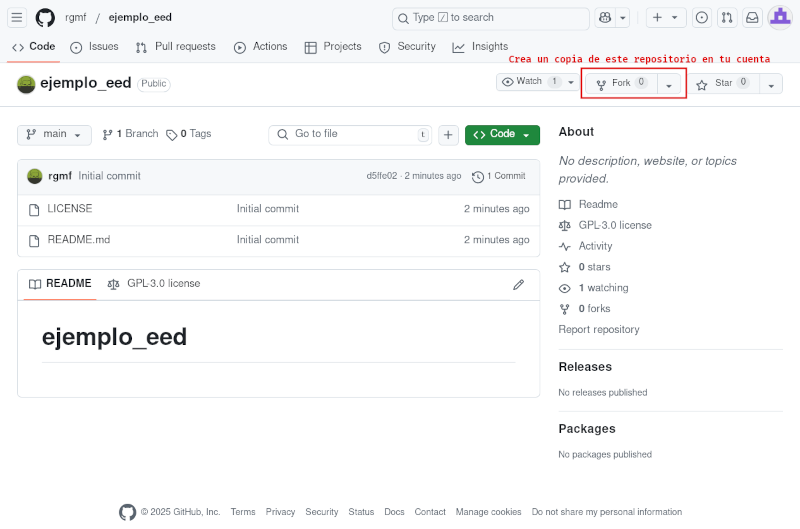 rgmf / ejemplo_eed
Type / to search
Code Issues Pull requests Actions Projects Security Insights
Crea un copia de este repositorio en tu cuenta
ejemplo_eed Public
Watch 1 Fork 0 Star 0
main 1 Branch 0 Tags Go to file t Code
rgmf Initial commit d5ffe02 · 2 minutes ago 1 Commit
LICENSE Initial commit 2 minutes ago
README.md Initial commit 2 minutes ago
README GPL-3.0 license
ejemplo_eed
About
No description, website, or topics
provided.
Readme
GPL-3.0 license
Activity
0 stars
1 watching
0 forks
Report repository
Releases
No releases published
Packages
No packages published
© 2025 GitHub, Inc. Terms Privacy Security Status Docs Contact Manage cookies Do not share my personal information